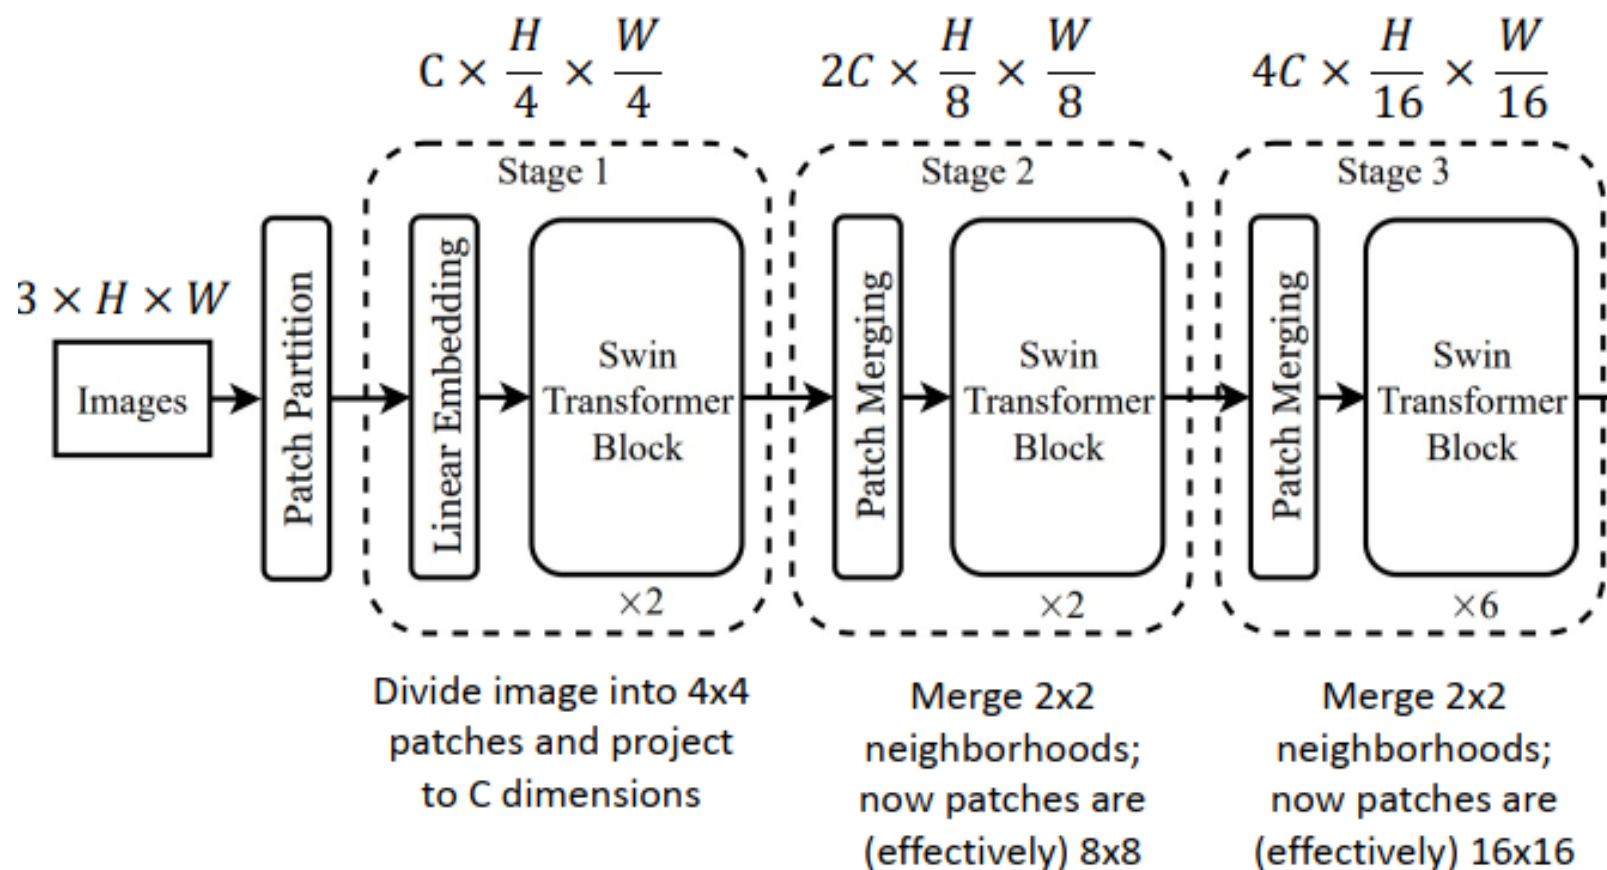 C × H/4 × W/4
2C × H/8 × W/8
4C × H/16 × W/16
Stage 1
Stage 2
Stage 3
3 × H × W
Images
Patch Partition
Linear Embedding
Swin
Transformer
Block
×2
Patch Merging
Swin
Transformer
Block
×2
Patch Merging
Swin
Transformer
Block
×6
Divide image into 4x4
patches and project
to C dimensions
Merge 2x2
neighborhoods;
now patches are
(effectively) 8x8
Merge 2x2
neighborhoods;
now patches are
(effectively) 16x16